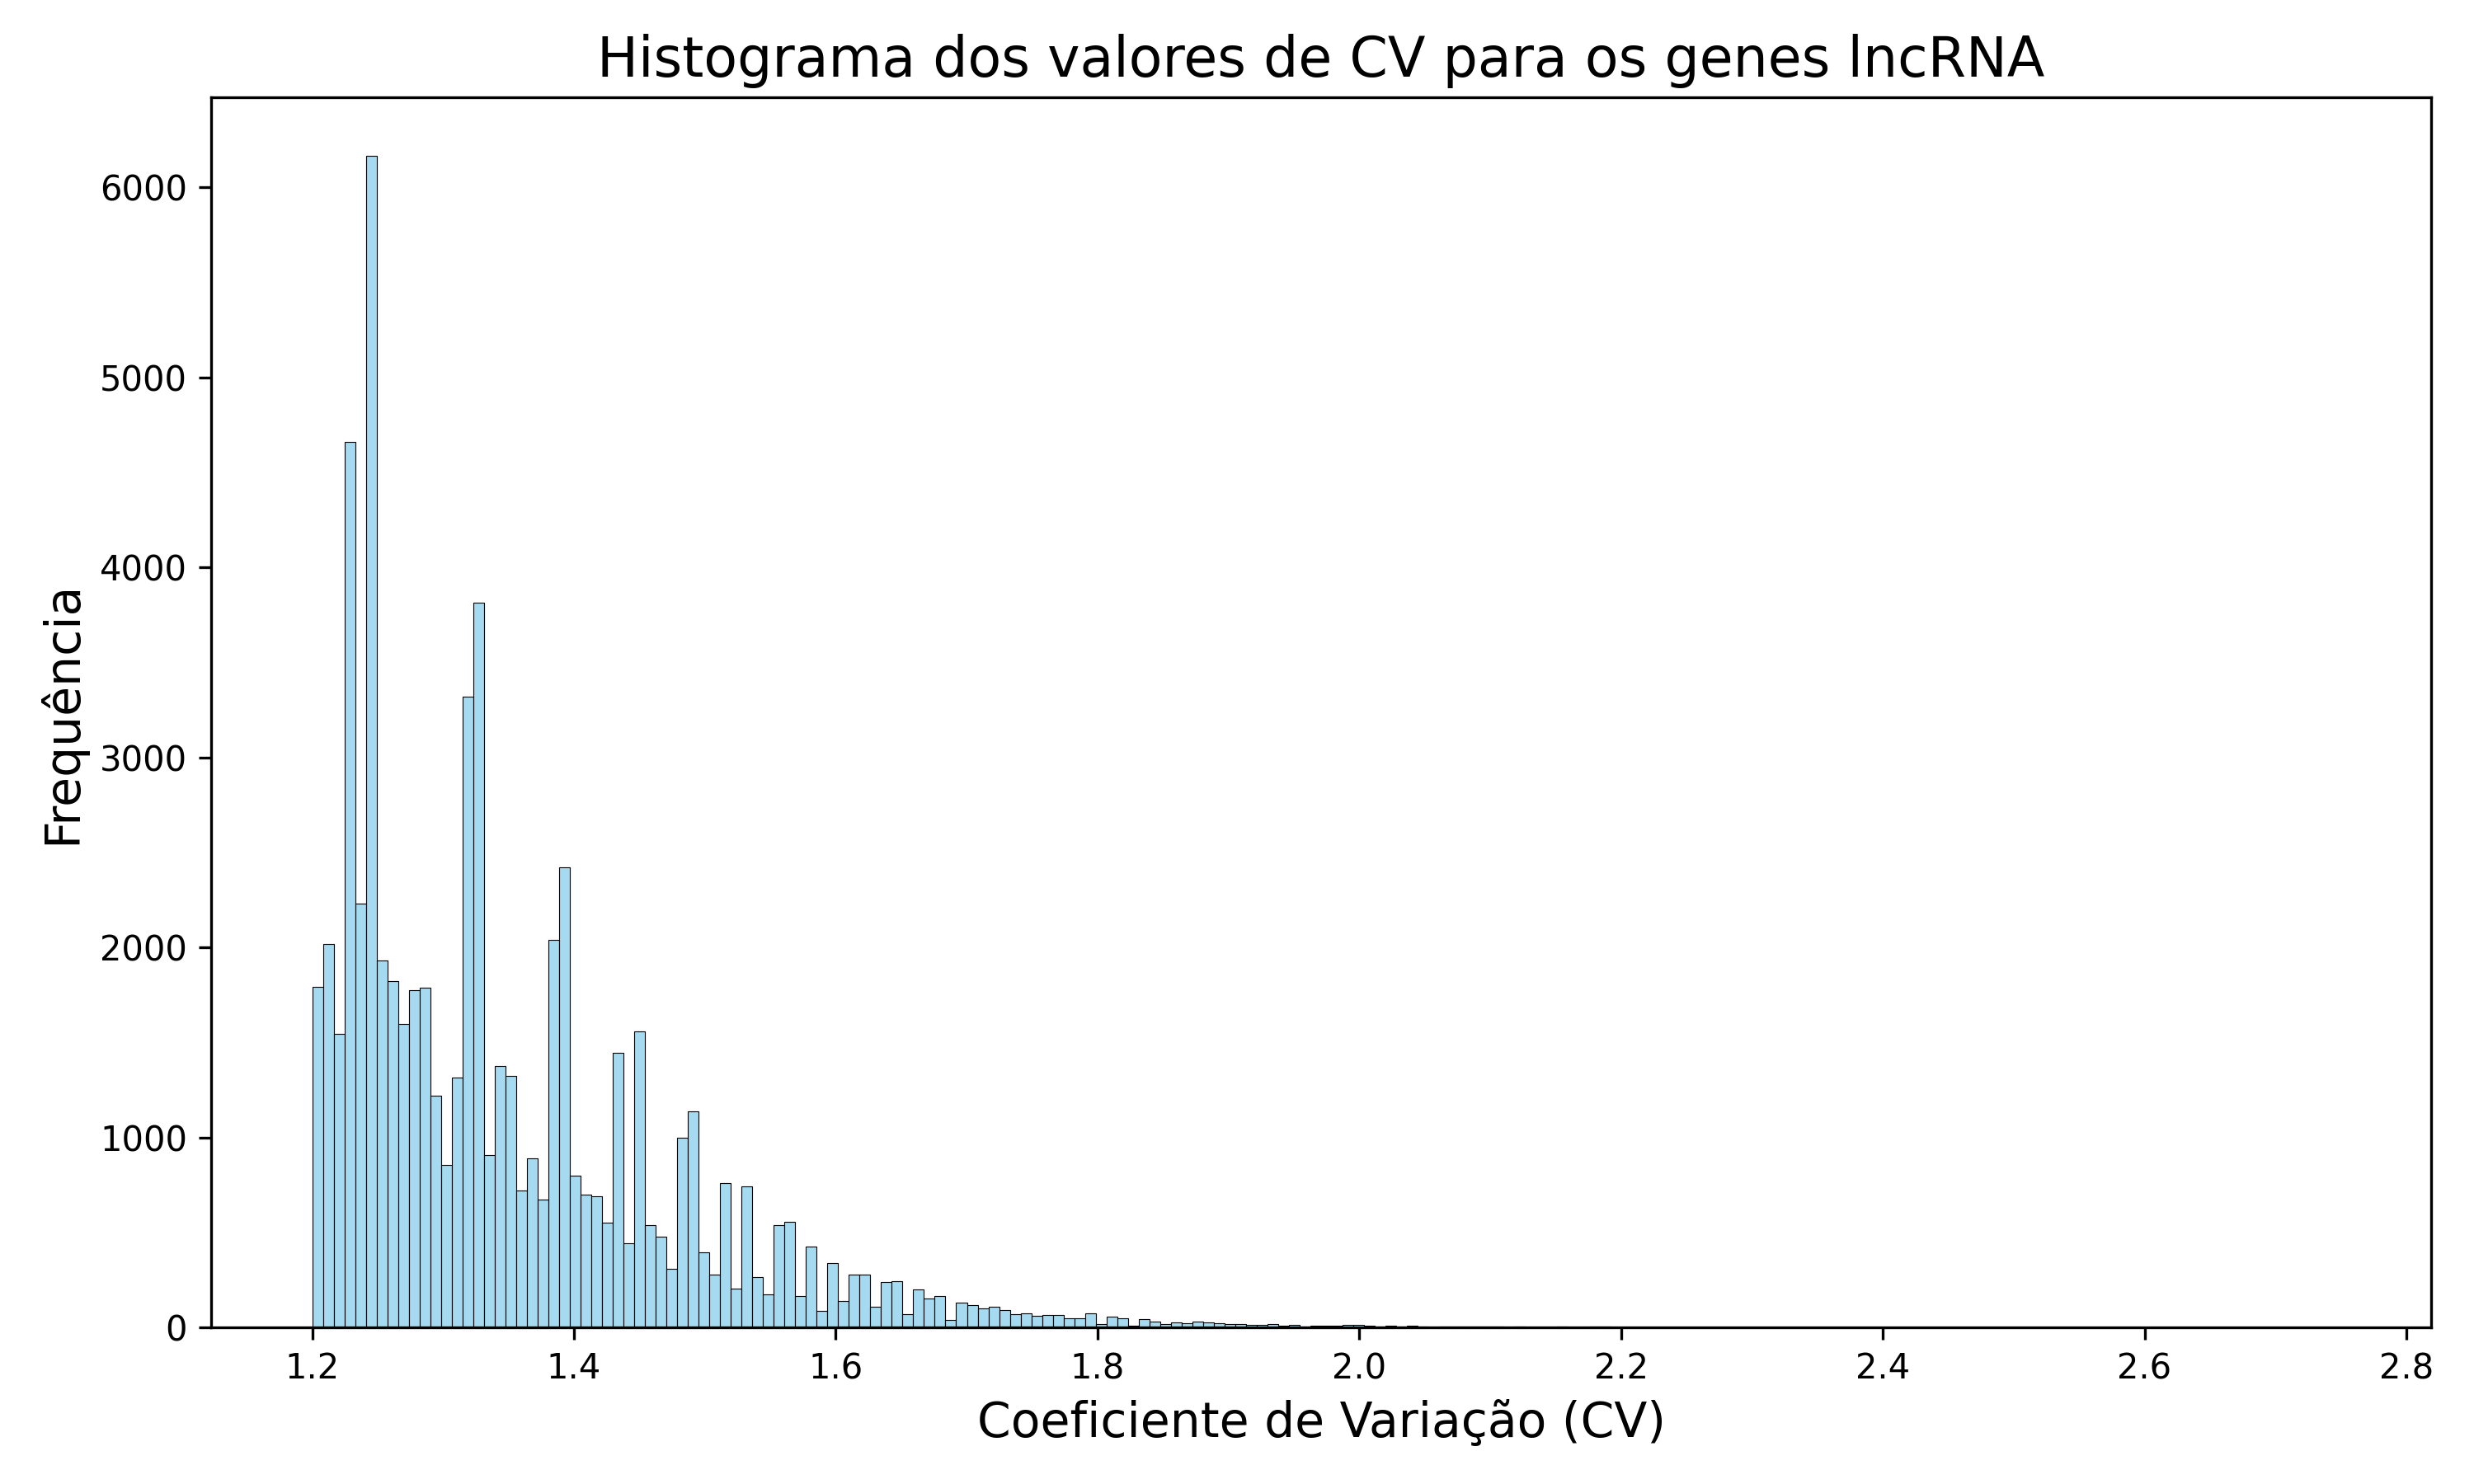 Histograma dos valores de CV para os genes lncRNA
6000
5000
4000
3000
2000
1000
0
Frequência
1.2 1.4 1.6 1.8 2.0 2.2 2.4 2.6 2.8
Coeficiente de Variação (CV)